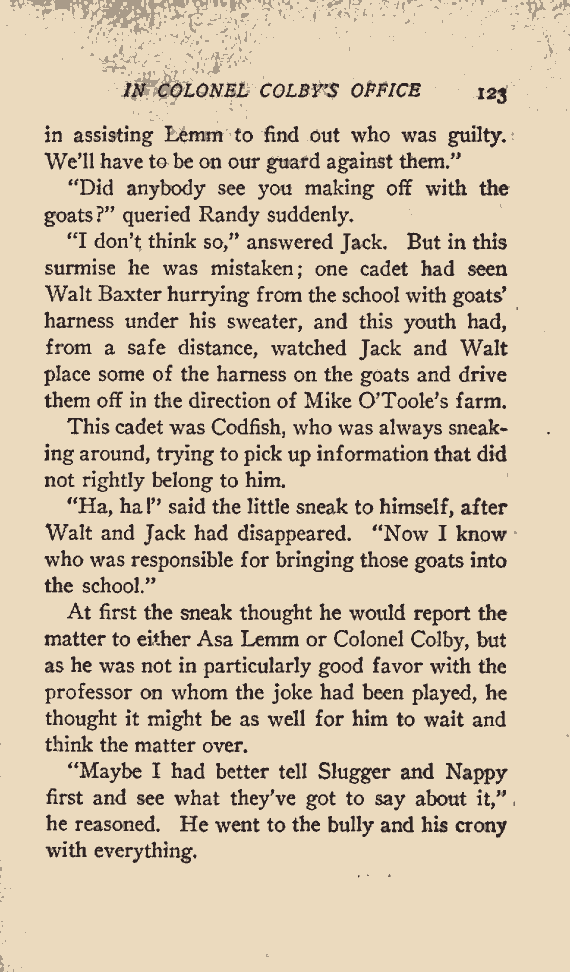 IN COLONEL COLBY'S OFFICE 123
in assisting Lemm to find out who was guilty.
We'll have to be on our guard against them."
"Did anybody see you making off with the
goats?" queried Randy suddenly.
"I don't think so," answered Jack. But in this
surmise he was mistaken; one cadet had seen
Walt Baxter hurrying from the school with goats'
harness under his sweater, and this youth had,
from a safe distance, watched Jack and Walt
place some of the harness on the goats and drive
them off in the direction of Mike O'Toole's farm.
This cadet was Codfish, who was always sneak-
ing around, trying to pick up information that did
not rightly belong to him.
"Ha, ha!" said the little sneak to himself, after
Walt and Jack had disappeared. "Now I know
who was responsible for bringing those goats into
the school."
At first the sneak thought he would report the
matter to either Asa Lemm or Colonel Colby, but
as he was not in particularly good favor with the
professor on whom the joke had been played, he
thought it might be as well for him to wait and
think the matter over.
"Maybe I had better tell Slugger and Nappy
first and see what they've got to say about it,"
he reasoned. He went to the bully and his crony
with everything.